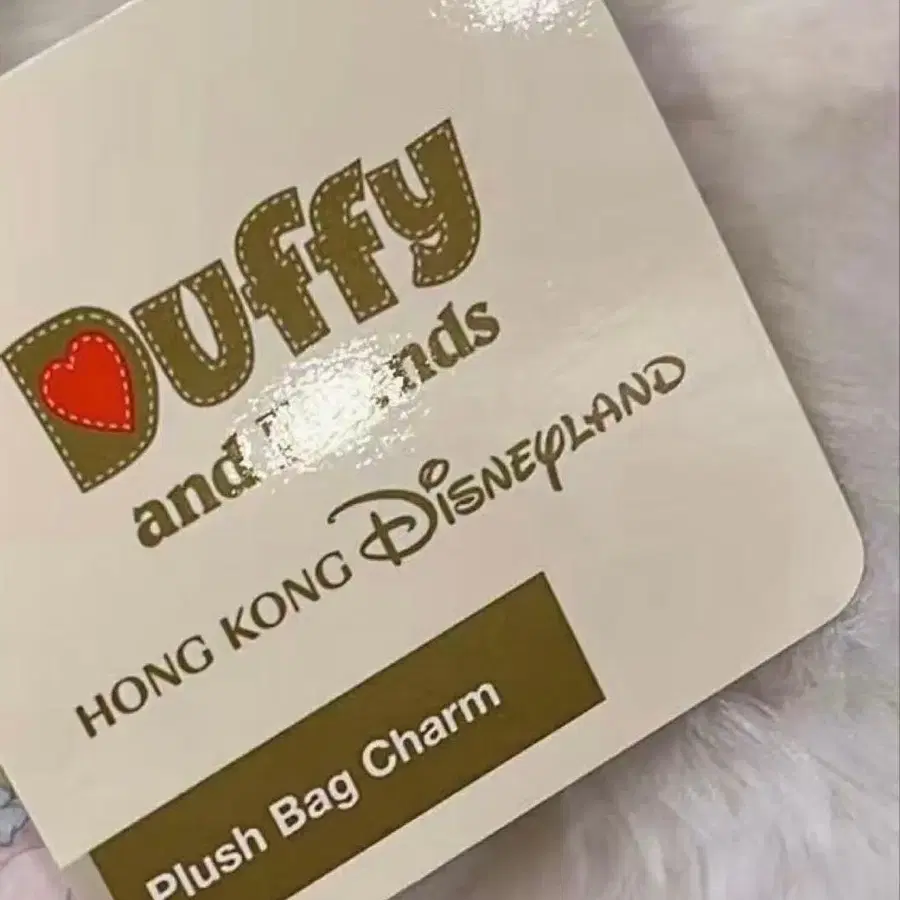 Duffy
and
HONG KONG DISNEYLAND
Plush Bag Charm